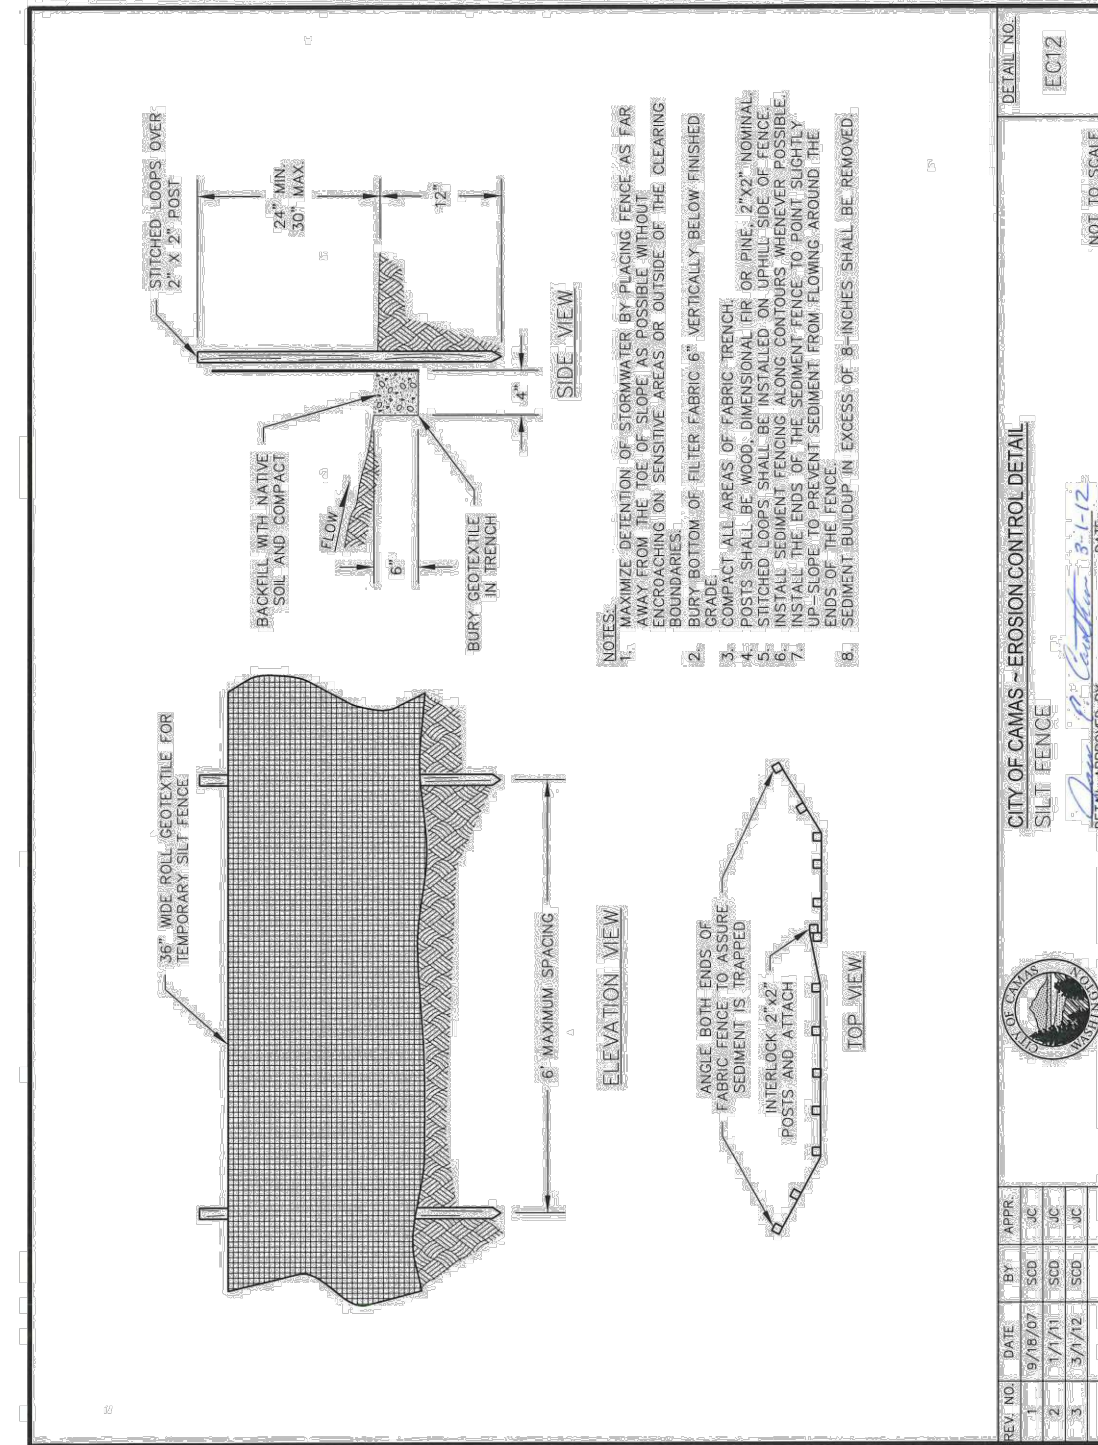 36" WIDE ROLL GEOTEXTILE FOR
TEMPORARY SILT FENCE
6' MAXIMUM SPACING
ELEVATION VIEW
STITCHED LOOPS OVER
2" X 2" POST
BACKFILL WITH NATIVE
SOIL AND COMPACT
FLOW
24" MIN.
30" MAX.
12"
6"
4"
BURY GEOTEXTILE
IN TRENCH
SIDE VIEW
ANGLE BOTH ENDS OF
FABRIC FENCE TO ASSURE
SEDIMENT IS TRAPPED
INTERLOCK 2"x2"
POSTS AND ATTACH
TOP VIEW
NOTES:
1. MAXIMIZE DETENTION OF STORMWATER BY PLACING FENCE AS FAR
AWAY FROM THE TOE OF SLOPE AS POSSIBLE WITHOUT
ENCROACHING ON SENSITIVE AREAS OR OUTSIDE OF THE CLEARING
BOUNDARIES.
2. BURY BOTTOM OF FILTER FABRIC 6" VERTICALLY BELOW FINISHED
GRADE.
3. COMPACT ALL AREAS OF FABRIC TRENCH.
4. POSTS SHALL BE WOOD, DIMENSIONAL FIR OR PINE, 2"X2" NOMINAL.
5. STITCHED LOOPS SHALL BE INSTALLED ON UPHILL SIDE OF FENCE.
6. INSTALL SEDIMENT FENCING ALONG CONTOURS WHENEVER POSSIBLE.
7. INSTALL THE ENDS OF THE SEDIMENT FENCE TO POINT SLIGHTLY
UP-SLOPE TO PREVENT SEDIMENT FROM FLOWING AROUND THE
ENDS OF THE FENCE.
8. SEDIMENT BUILDUP IN EXCESS OF 8-INCHES SHALL BE REMOVED.
REV. NO. DATE BY APPR.
1 9/18/07 SCD JC
2 1/1/11 SCD JC
3 3/1/12 SCD JC
CITY OF CAMAS
WASHINGTON
CITY OF CAMAS ~ EROSION CONTROL DETAIL
SILT FENCE
3-1-12
DETAIL APPROVED BY DATE
NOT TO SCALE
DETAIL NO.
EC12